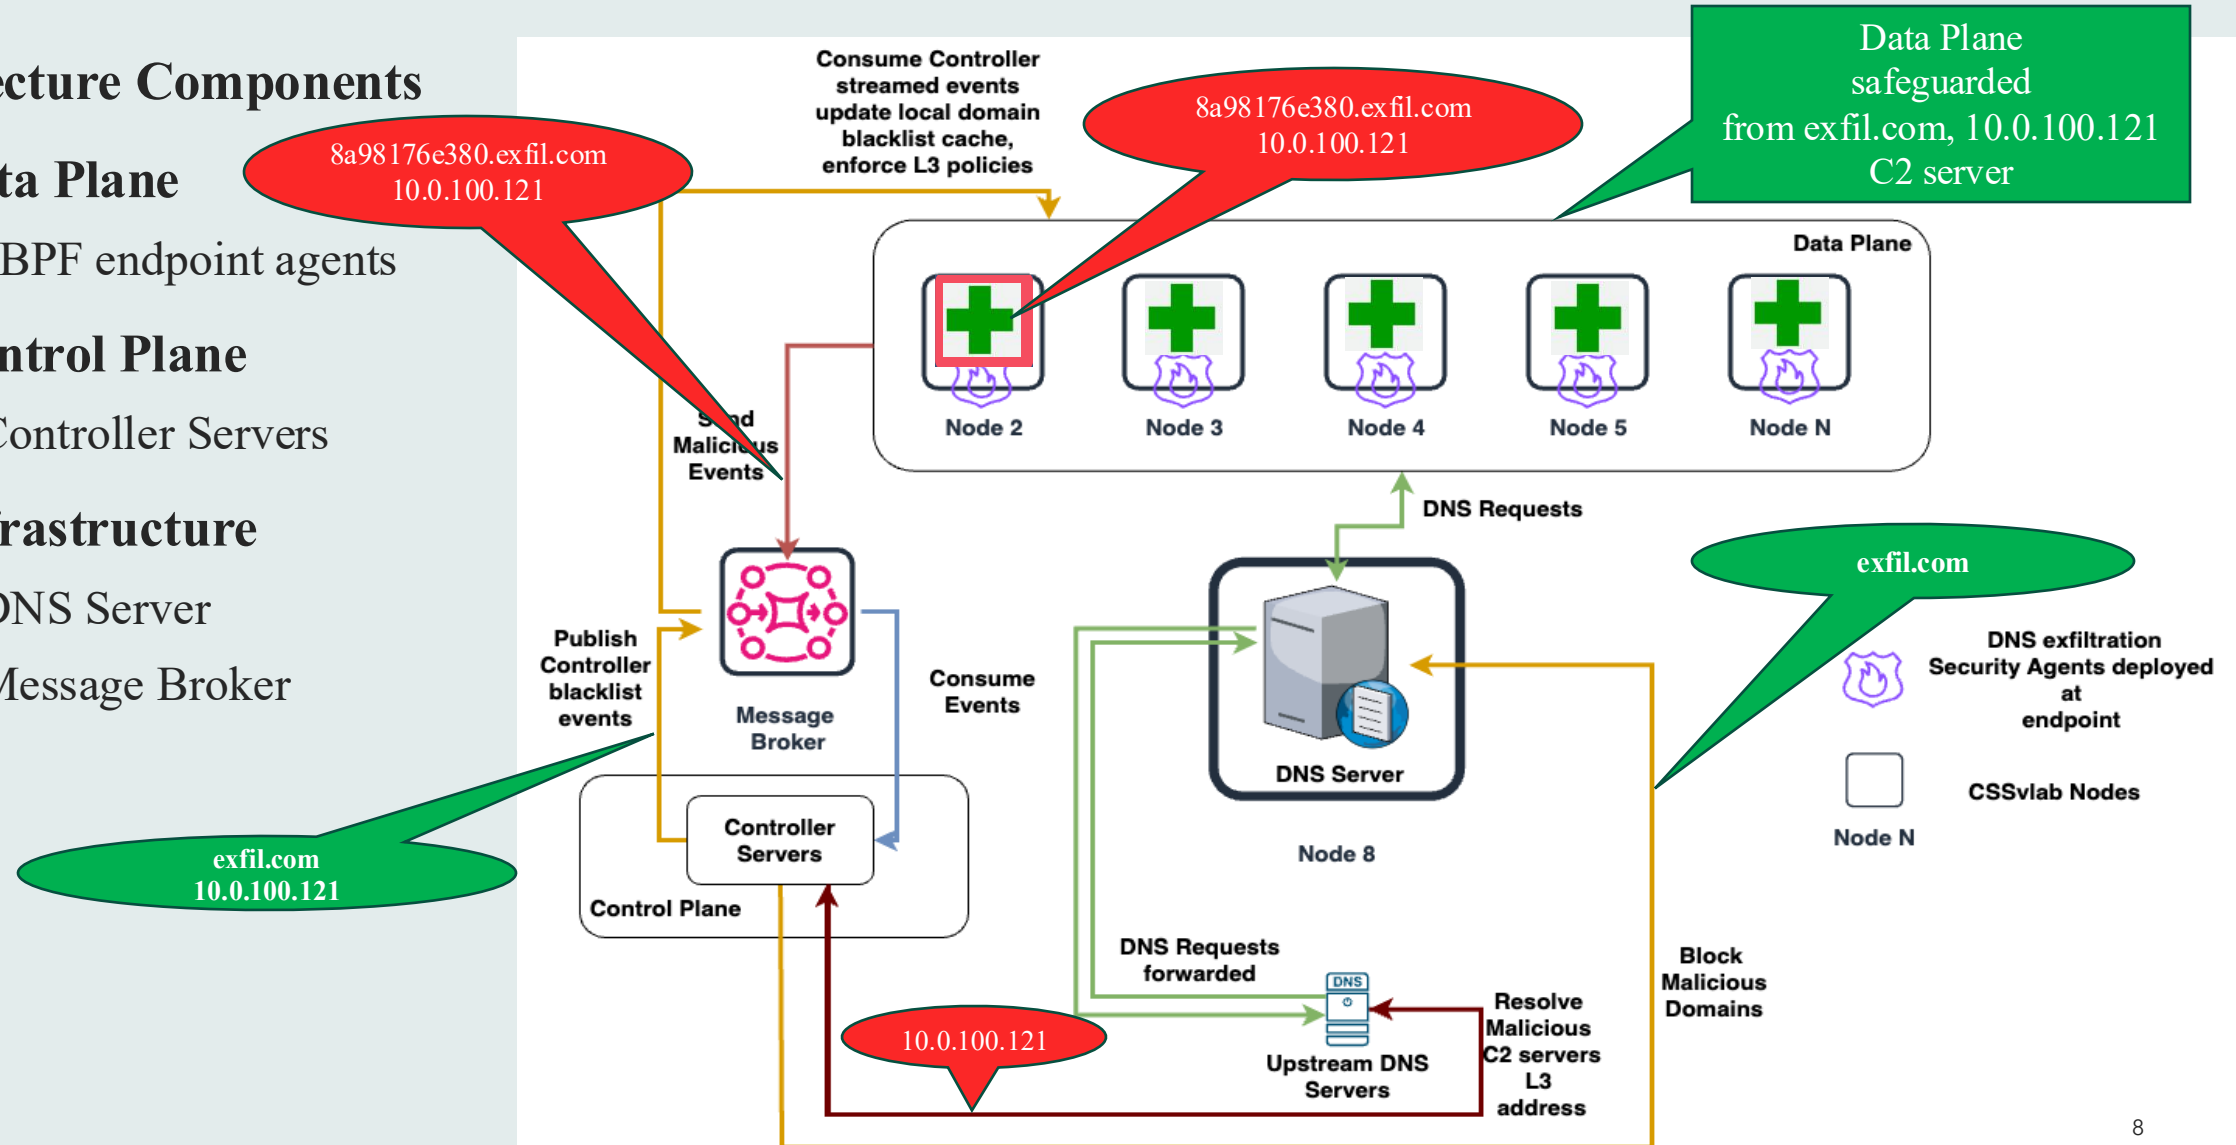 ecture Components
ta Plane
BPF endpoint agents
ntrol Plane
Controller Servers
frastructure
DNS Server
Message Broker
Consume Controller
streamed events
update local domain
blacklist cache,
enforce L3 policies
8a98176e380.exfil.com
10.0.100.121
8a98176e380.exfil.com
10.0.100.121
Data Plane
safeguarded
from exfil.com, 10.0.100.121
C2 server
Data Plane
Node 2
Node 3
Node 4
Node 5
Node N
Send
Malicious
Events
DNS Requests
exfil.com
Publish
Controller
blacklist
events
Message
Broker
Consume
Events
DNS Server
Node 8
DNS exfiltration
Security Agents deployed
at
endpoint
CSSvlab Nodes
Node N
Controller
Servers
Control Plane
exfil.com
10.0.100.121
DNS Requests
forwarded
DNS
Upstream DNS
Servers
Resolve
Malicious
C2 servers
L3
address
Block
Malicious
Domains
10.0.100.121
8